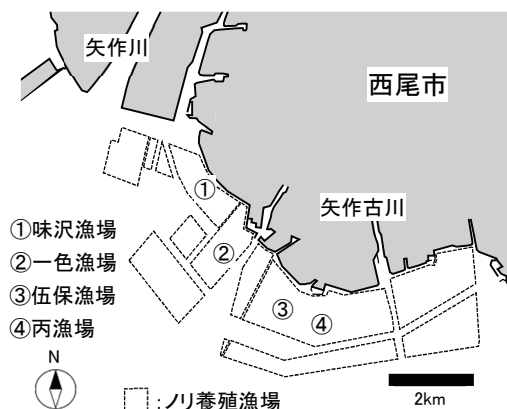 矢作川
西尾市
①
矢作古川
①味沢漁場
②一色漁場
②
③伍保漁場
③
④
④丙漁場
N
:ノリ養殖漁場
2km